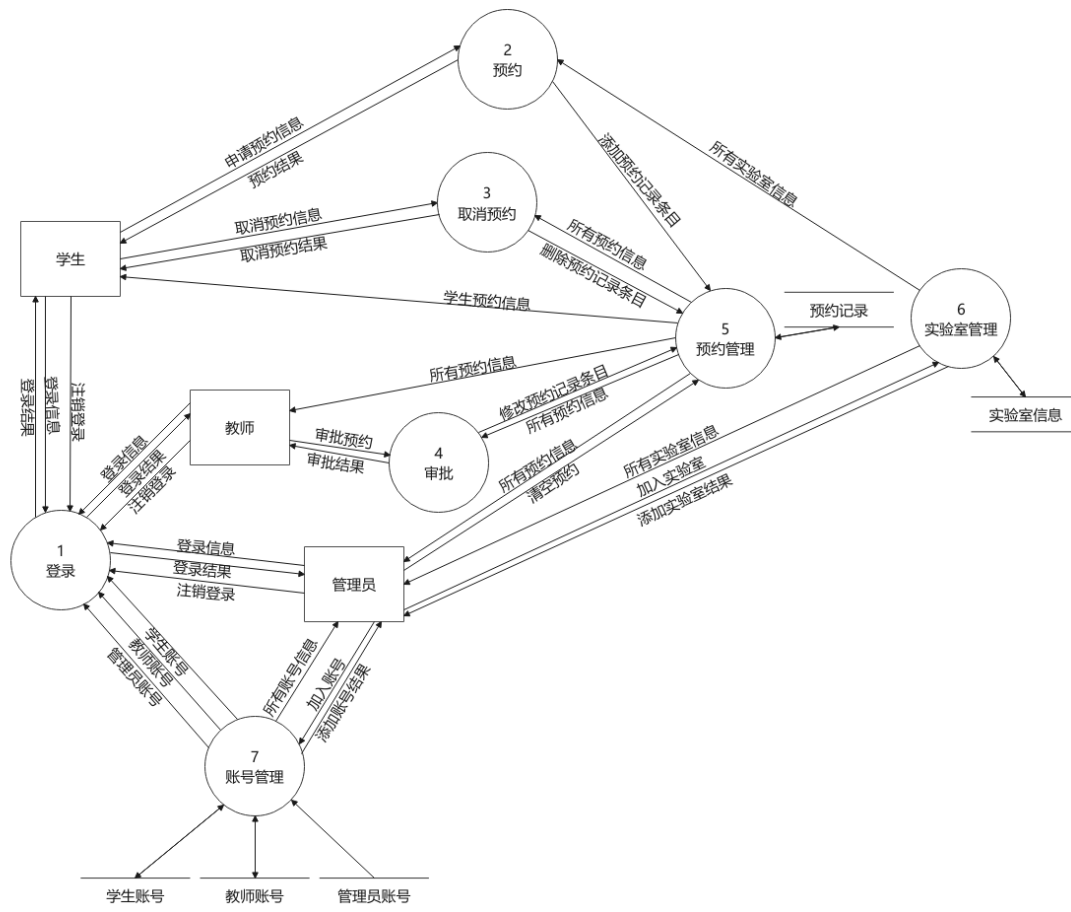 2
预约
申请预约信息
预约结果
添加预约记录条目
所有实验室信息
3
取消预约
取消预约信息
取消预约结果
所有预约信息
删除预约记录条目
学生
学生预约信息
5
预约管理
预约记录
6
实验室管理
实验室信息
登录结果
登录信息
注销登录
教师
所有预约信息
修改预约记录条目
所有预约信息
审批预约
审批结果
4
审批
登录信息
登录结果
注销登录
所有预约信息
清空预约
所有实验室信息
加入实验室
添加实验室结果
1
登录
登录信息
登录结果
注销登录
管理员
学生账号
教师账号
管理员账号
所有账号信息
加入账号
添加账号结果
7
账号管理
学生账号
教师账号
管理员账号